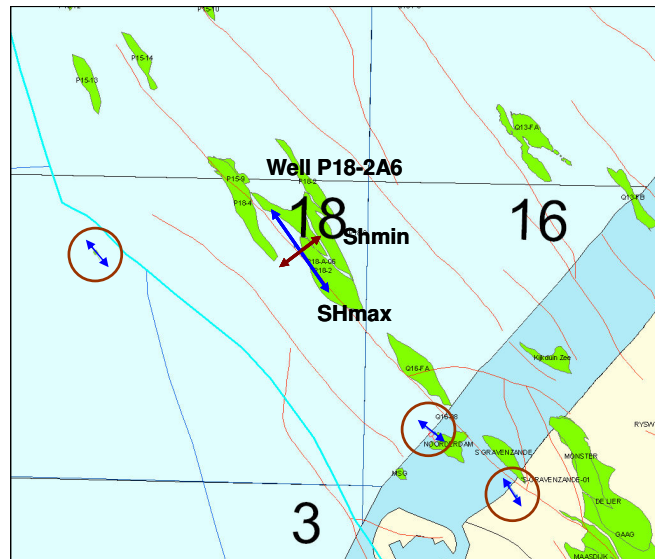 P15-10
P15-14
P15-13
Q13-FA
Well P18-2A6
P15-9
P18-2
Q13-FB
P18-4
18
16
Shmin
P18-A-06
P18-2
SHmax
Q16-FA
Kijkduin Zee
Q16-08
NOORDERDAM
RYSW
S GRAVENZANDE
MONSTER
MSG
S-GRAVENZANDE-01
DE LIER
3
GAAG
MAASDIJK